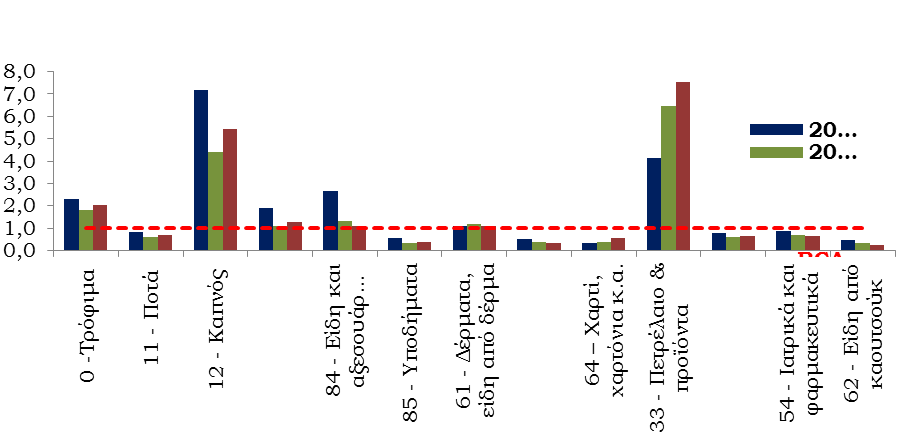 8,0
7,0
6,0
5,0
4,0
3,0
2,0
1,0
0,0
20...
20...
0 -Τρόφιμα
11 - Ποτά
12 - Καπνός
84 - Είδη και
αξεσουάρ ...
85 - Υποδήματα
61 - Δέρματα,
είδη από δέρμα
64 – Χαρτί,
χαρτόνια κ.α.
33 - Πετρέλαιο &
προϊόντα
54 - Ιατρικά και
φαρμακευτικά
62 - Είδη από
καουτσούκ